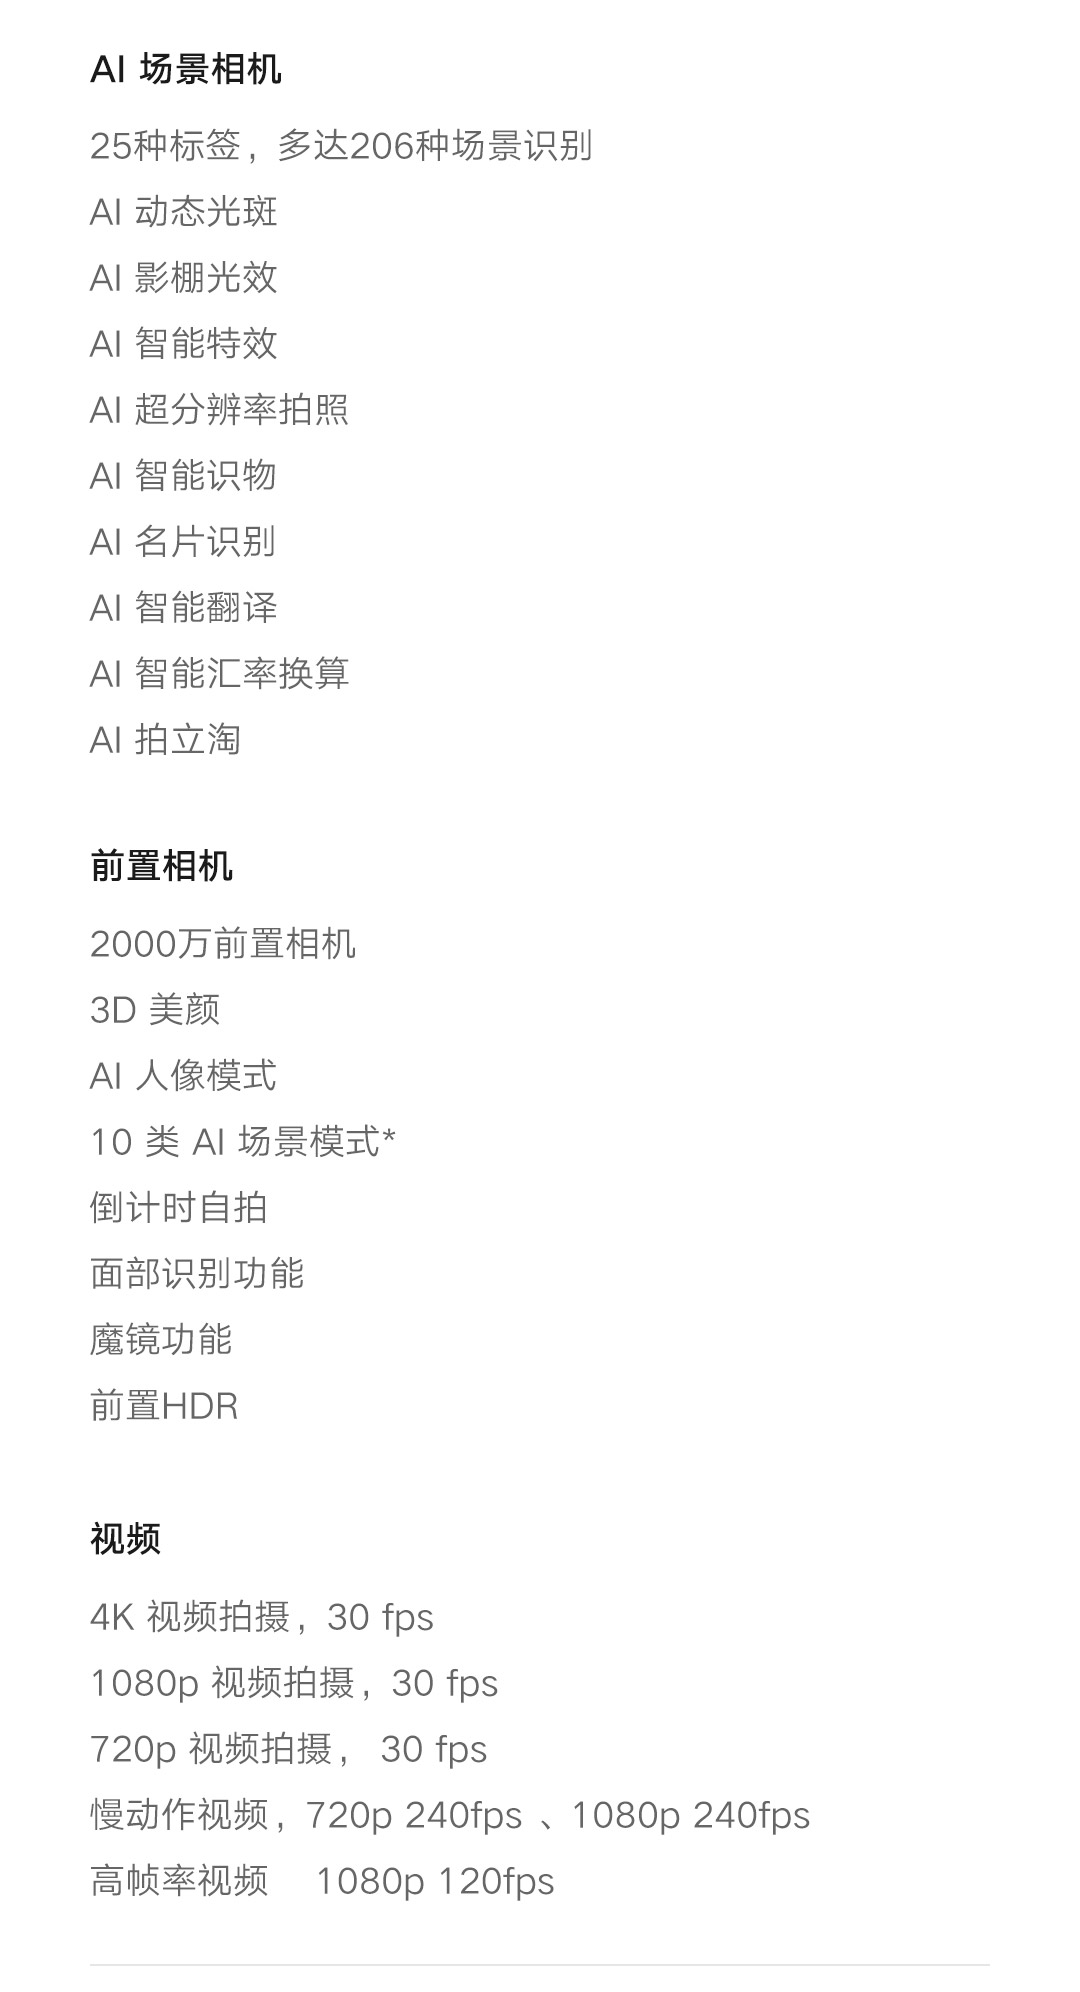 AI 场景相机
25种标签，多达206种场景识别
AI 动态光斑
AI 影棚光效
AI 智能特效
AI 超分辨率拍照
AI 智能识物
AI 名片识别
AI 智能翻译
AI 智能汇率换算
AI 拍立淘
前置相机
2000万前置相机
3D 美颜
AI 人像模式
10 类 AI 场景模式*
倒计时自拍
面部识别功能
魔镜功能
前置HDR
视频
4K 视频拍摄，30 fps
1080p 视频拍摄，30 fps
720p 视频拍摄， 30 fps
慢动作视频，720p 240fps 、1080p 240fps
高帧率视频 1080p 120fps